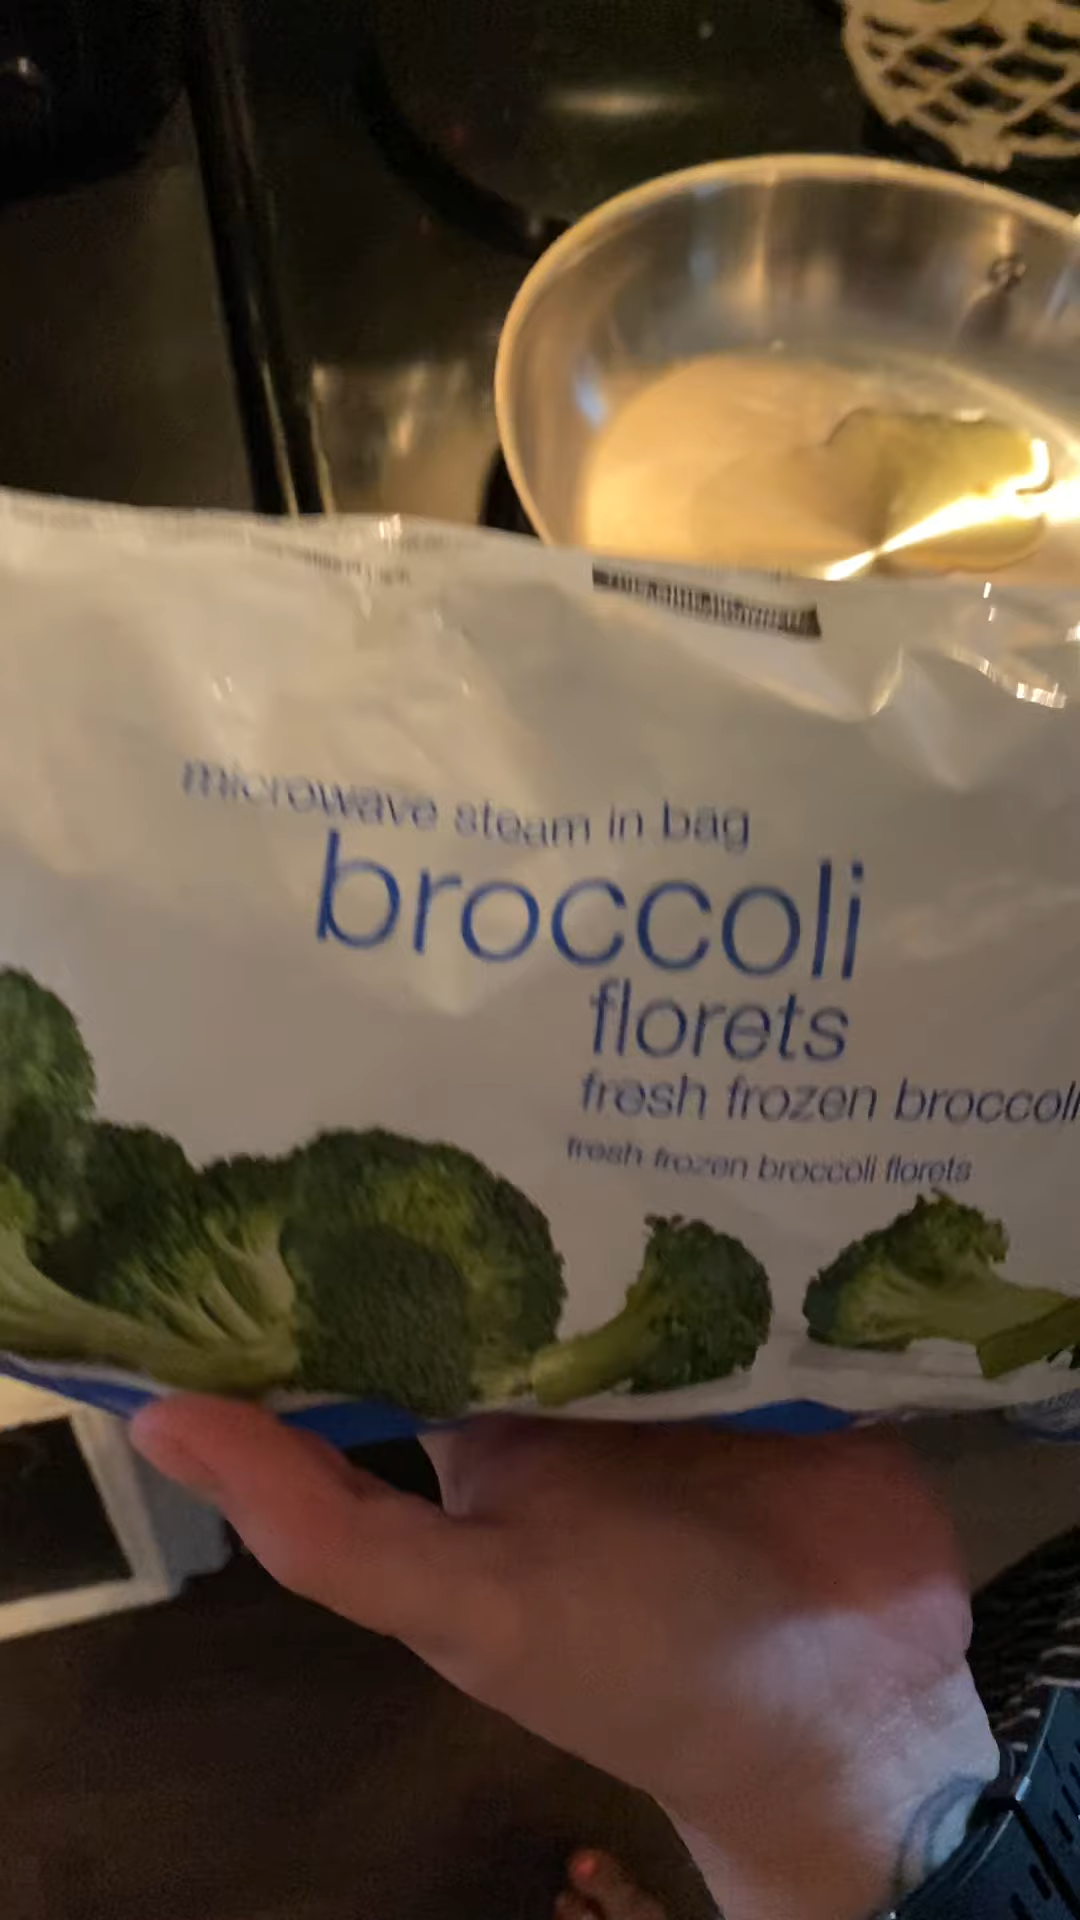 microwave steam in bag
broccoli
florets
fresh frozen broccoli
fresh frozen broccoli florets